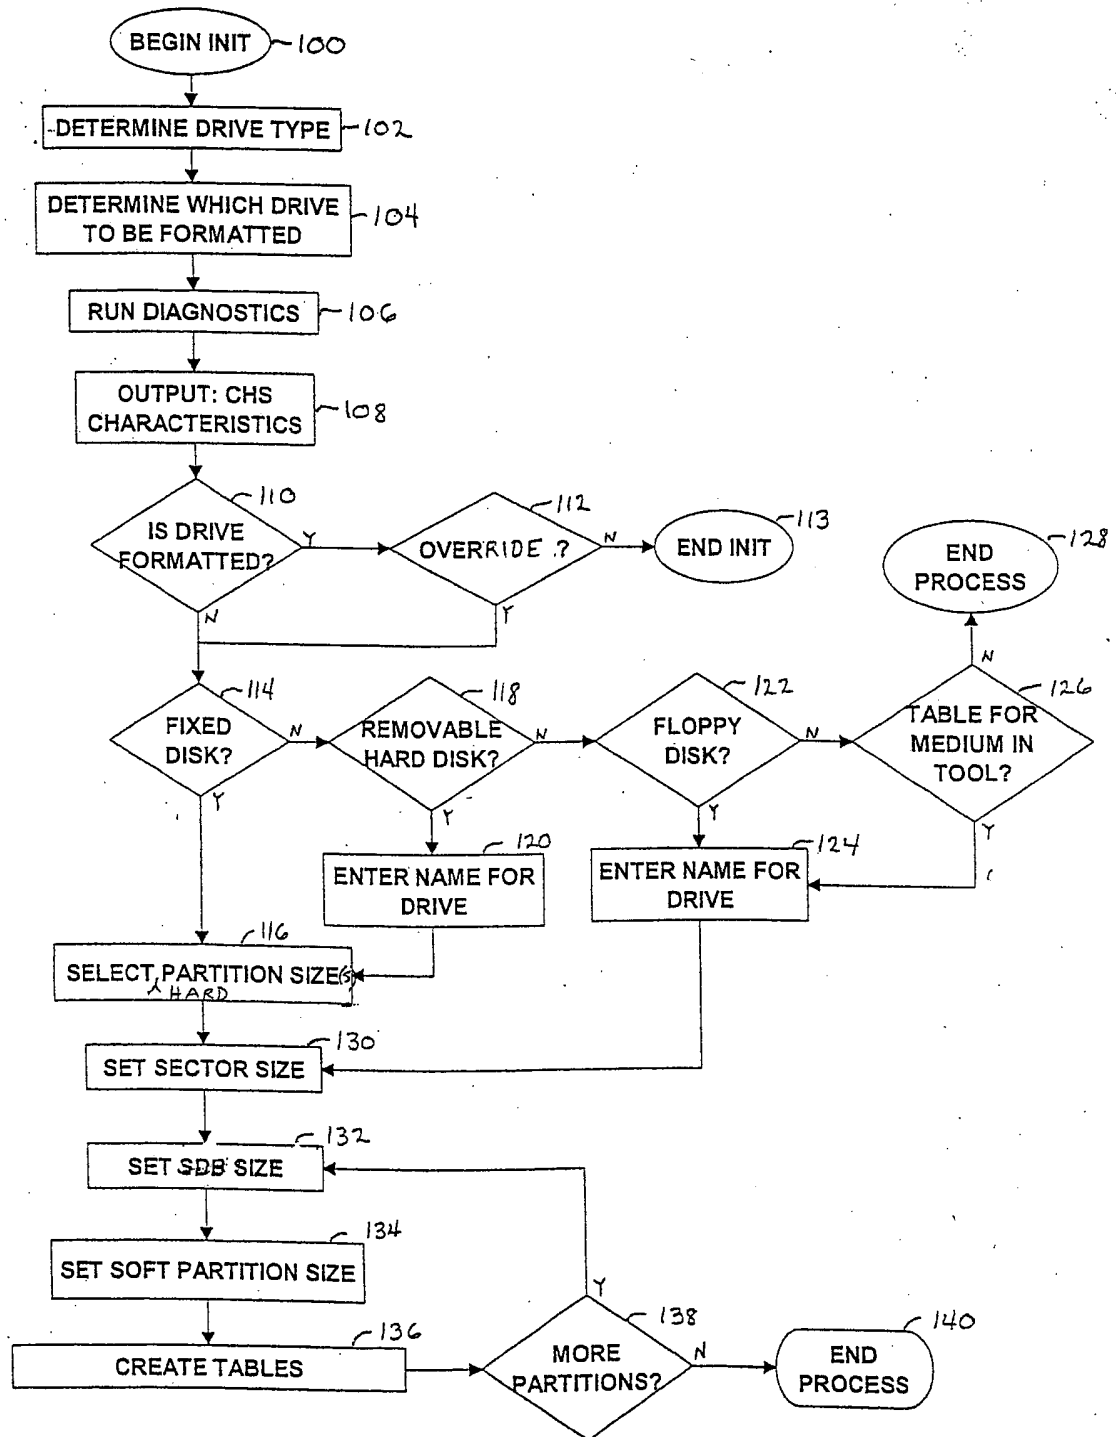 BEGIN INIT 100
DETERMINE DRIVE TYPE 102
DETERMINE WHICH DRIVE 104
TO BE FORMATTED
RUN DIAGNOSTICS 106
OUTPUT: CHS
CHARACTERISTICS 108
110
IS DRIVE
FORMATTED?
Y
N
112
OVERRIDE.?
N
Y
113
END INIT
128
END
PROCESS
N
114
FIXED
DISK?
N
Y
118
REMOVABLE
HARD DISK?
N
Y
122
FLOPPY
DISK?
N
Y
126
TABLE FOR
MEDIUM IN
TOOL?
Y
120
ENTER NAME FOR
DRIVE
124
ENTER NAME FOR
DRIVE
116
SELECT PARTITION SIZE(S)
HARD
130
SET SECTOR SIZE
132
SET SDB SIZE
134
SET SOFT PARTITION SIZE
136
CREATE TABLES
Y
138
MORE
PARTITIONS?
N
140
END
PROCESS